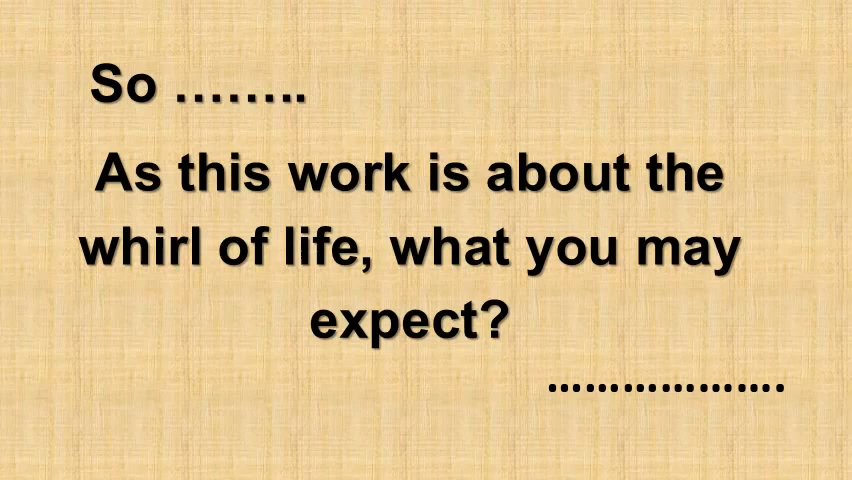 So ……..
As this work is about the
whirl of life, what you may
expect?
……………….